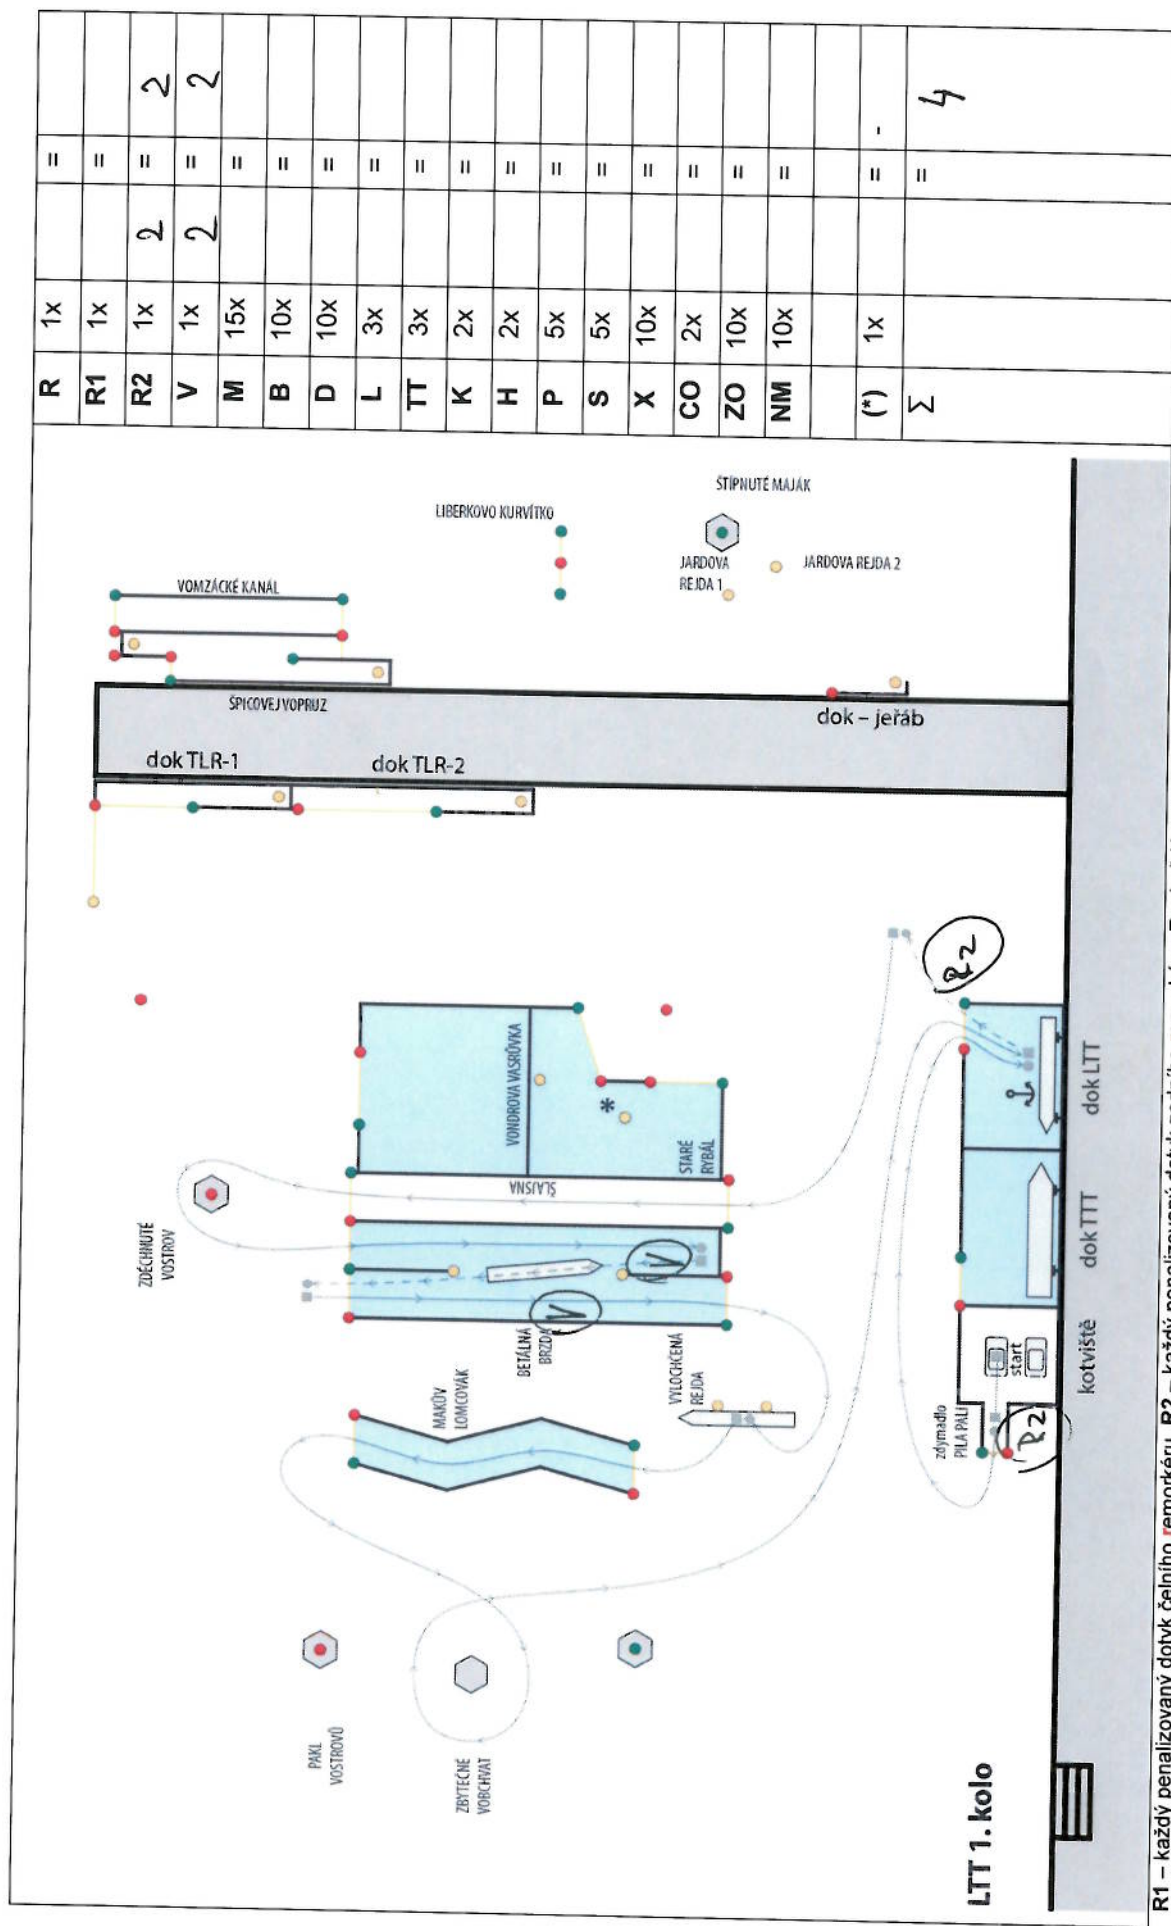 R 1x =
R1 1x =
R2 1x 2 = 2
V 1x 2 = 2
M 15x =
B 10x =
D 10x =
L 3x =
TT 3x =
K 2x =
H 2x =
P 5x =
S 5x =
X 10x =
CO 2x =
ZO 10x =
NM 10x =
(*) 1x = -
Σ = 4
VOMZÁCKÉ KANÁL
ŠPICOVEJ VOPRUZ
dok TLR-1
dok TLR-2
LIBERKOVO KURVÍTKO
ŠTÍPNUTÉ MAJÁK
JARDOVA
REJDA 1
JARDOVA REJDA 2
dok – jeřáb
ZDECHNUTÉ
VOSTROV
VONDROVA VASRŮVKA
*
STARÉ
RYBÁL
ŠLAJSNA
V
V
BETÁLNÁ
BRZDA
MAKŮV
LOMCOVÁK
VYLOCHCENÁ
REJDA
R2
R2
zdymadlo
PILA PALI
start
kotviště
dok TTT
dok LTT
PAKL
VOSTROVŮ
ZBYTEČNÉ
VOBCHVAT
LTT 1. kolo
R1 – každý penalizovaný dotyk čelního remorkéru, R2 – každý penalizovaný dotyk